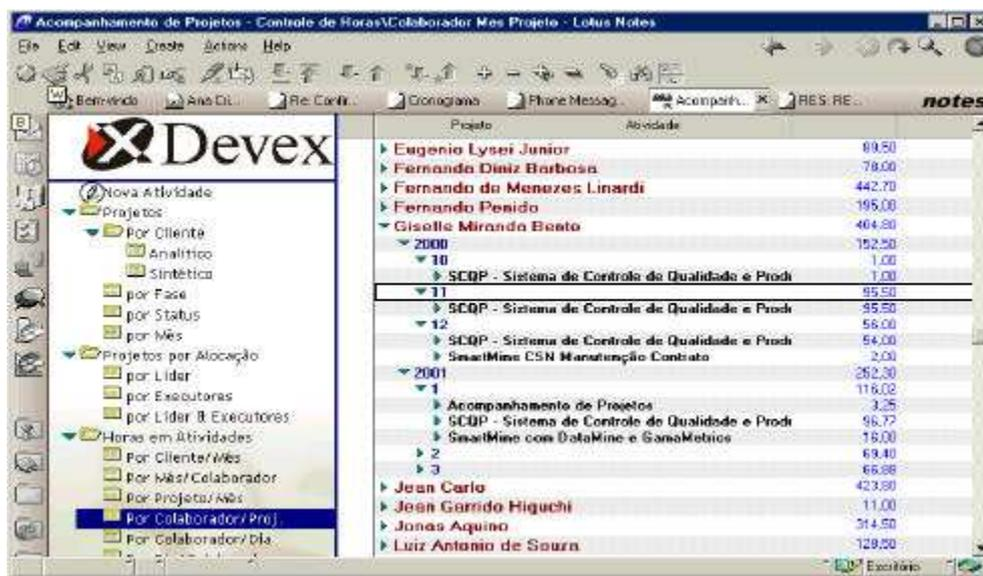 Acompanhamento de Projetos - Controle de Horas\Colaborador Mes Projeto - Lotus Notes
File Edit View Create Actions Help
Bem-vindo Ana Cri... Re: Confir... Cronograma Phone Messag... Acompanh... RES: RE... notes
Devex
Nova Atividade
Projetos
Por Cliente
Analítico
Sintético
por Fase
por Status
por Mês
Projetos por Alocação
por Líder
por Executores
por Líder & Executores
Horas em Atividades
Por Cliente/Mês
Por Mês/Colaborador
Por Projeto/Mês
Por Colaborador/Proj.
Por Colaborador/Dia
Projeto Atividade
Eugenio Lysei Junior 89,50
Fernando Diniz Barbosa 78,00
Fernando de Menezes Linardi 442,70
Fernando Penido 195,00
Giselle Miranda Bento 404,80
2000 152,50
10 1,00
SCQP - Sistema de Controle de Qualidade e Produ 1,00
11 95,50
SCQP - Sistema de Controle de Qualidade e Produ 95,50
12 56,00
SCQP - Sistema de Controle de Qualidade e Produ 54,00
SmartMine CSN Manutenção Contrato 2,00
2001 252,30
1 116,02
Acompanhamento de Projetos 3,25
SCQP - Sistema de Controle de Qualidade e Produ 96,77
SmartMine com DataMine e GamaMetrics 16,00
2 69,40
3 66,88
Jean Carlo 423,80
Jean Garrido Higuchi 11,00
Jonas Aquino 314,50
Luiz Antonio de Souza 128,50
Escritório